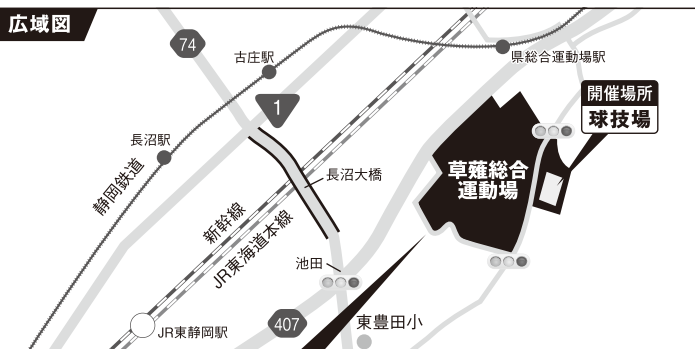 広域図
74
古庄駅
県総合運動場駅
1
開催場所
球技場
長沼駅
長沼大橋
草薙総合
運動場
静岡鉄道
新幹線
JR東海道本線
池田
JR東静岡駅
407
東豊田小